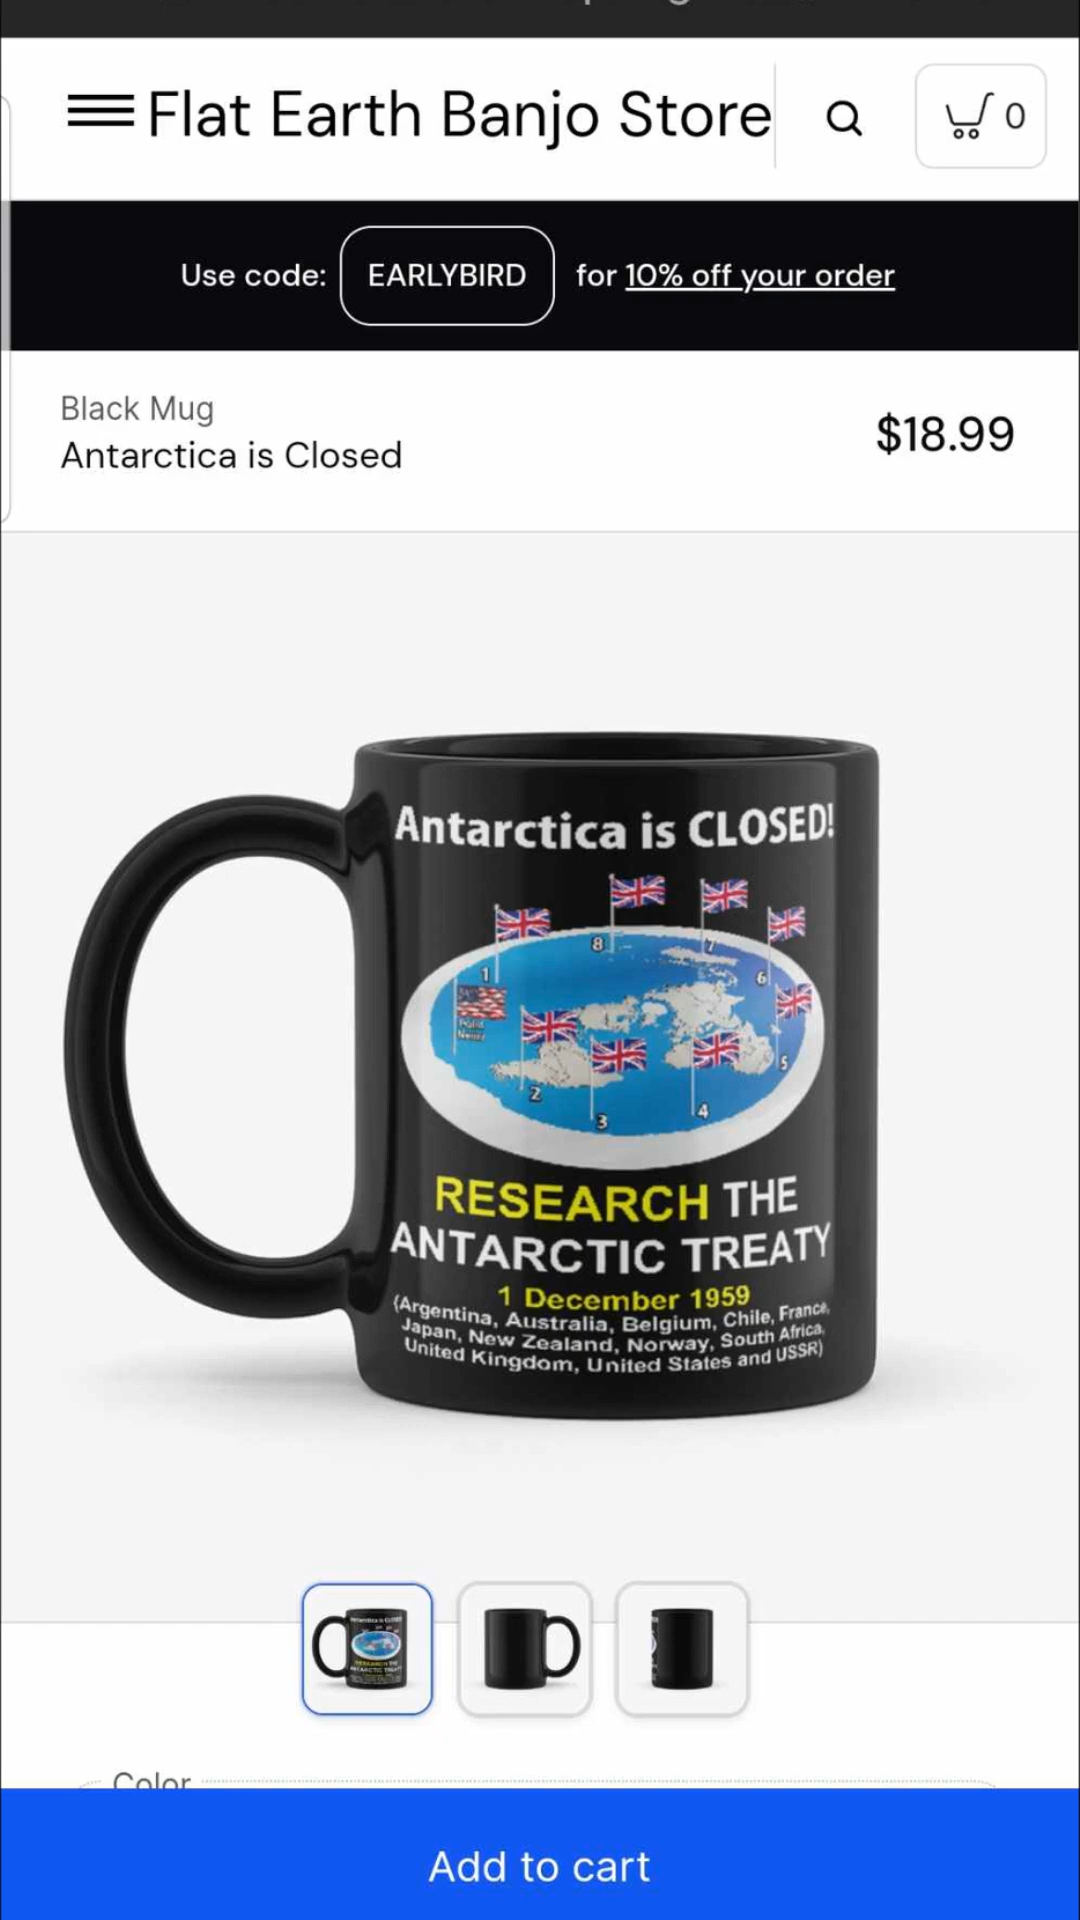 Flat Earth Banjo Store
0
Use code: EARLYBIRD for 10% off your order
Black Mug
Antarctica is Closed
$18.99
Antarctica is CLOSED!
8
7
1
6
5
2
4
3
RESEARCH THE
ANTARCTIC TREATY
1 December 1959
(Argentina, Australia, Belgium, Chile, France,
Japan, New Zealand, Norway, South Africa,
United Kingdom, United States and USSR)
Color
Add to cart